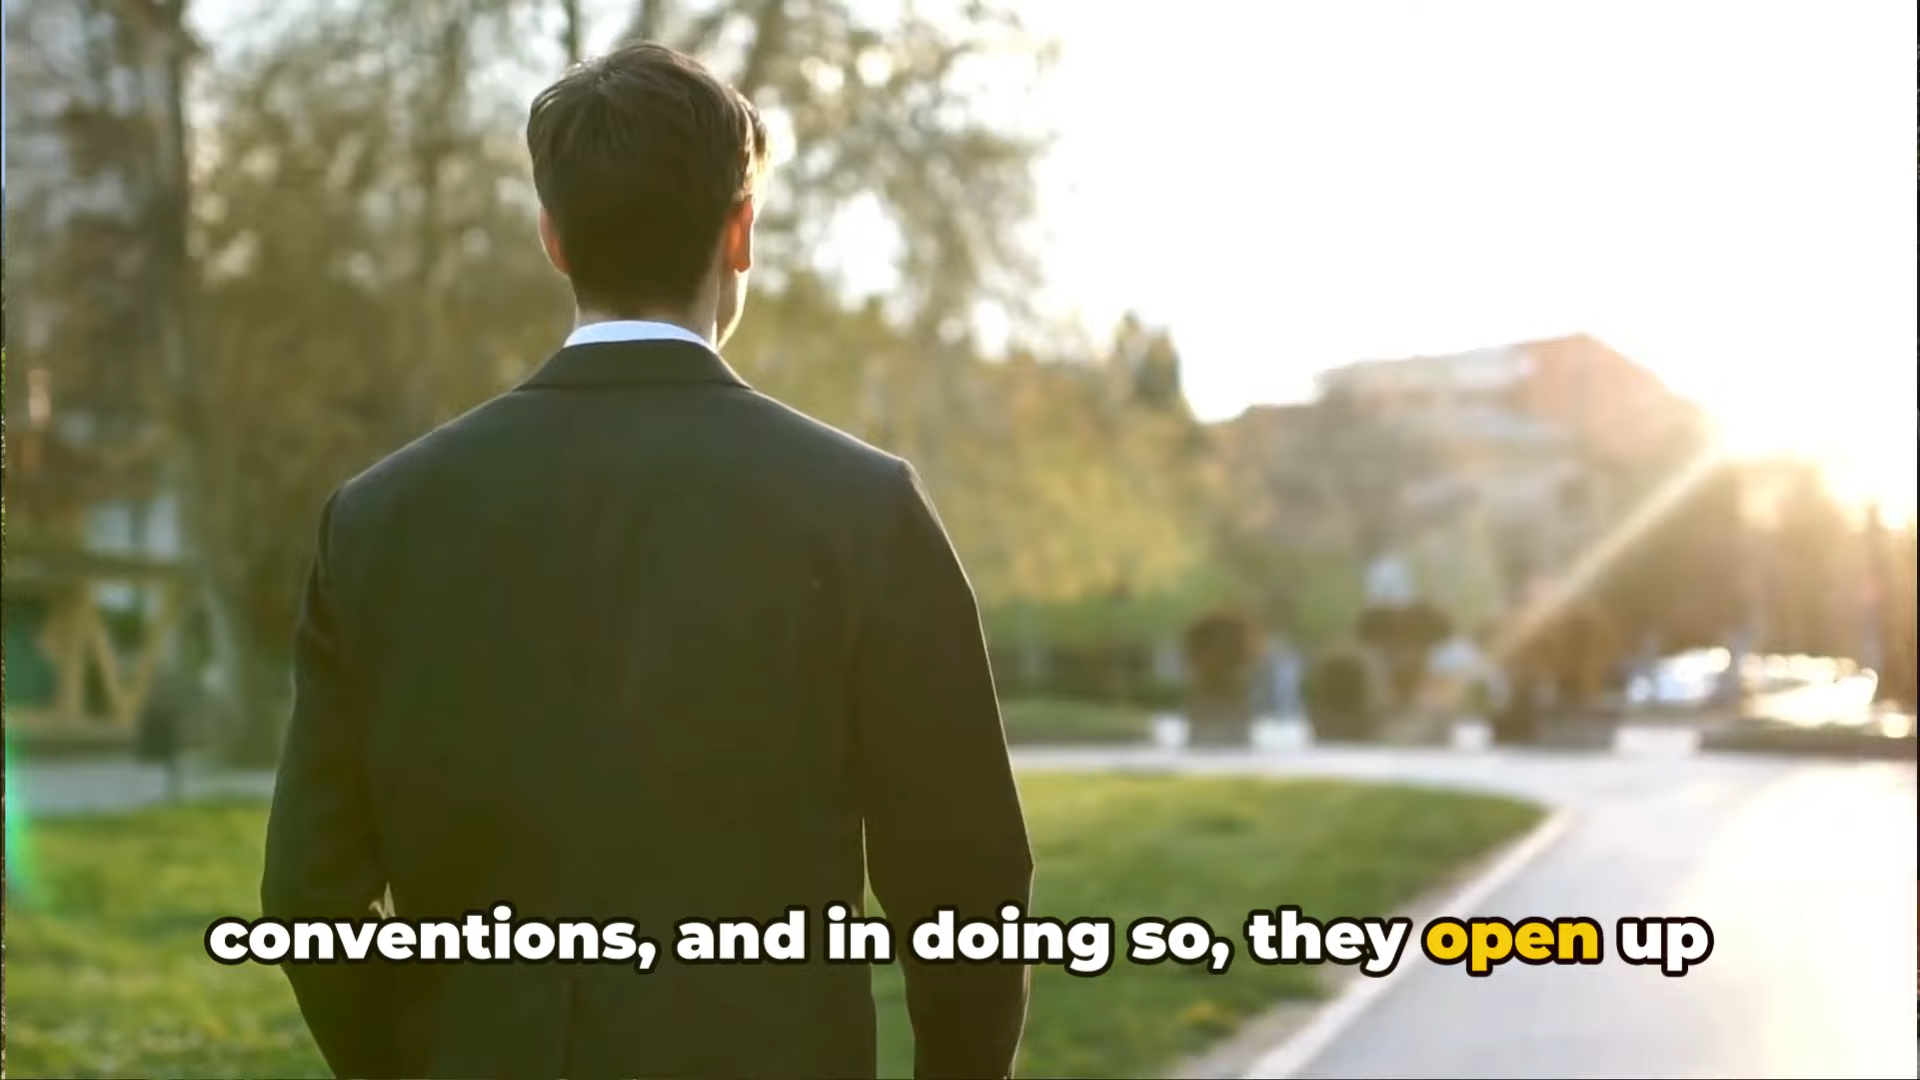 conventions, and in doing so, they open up